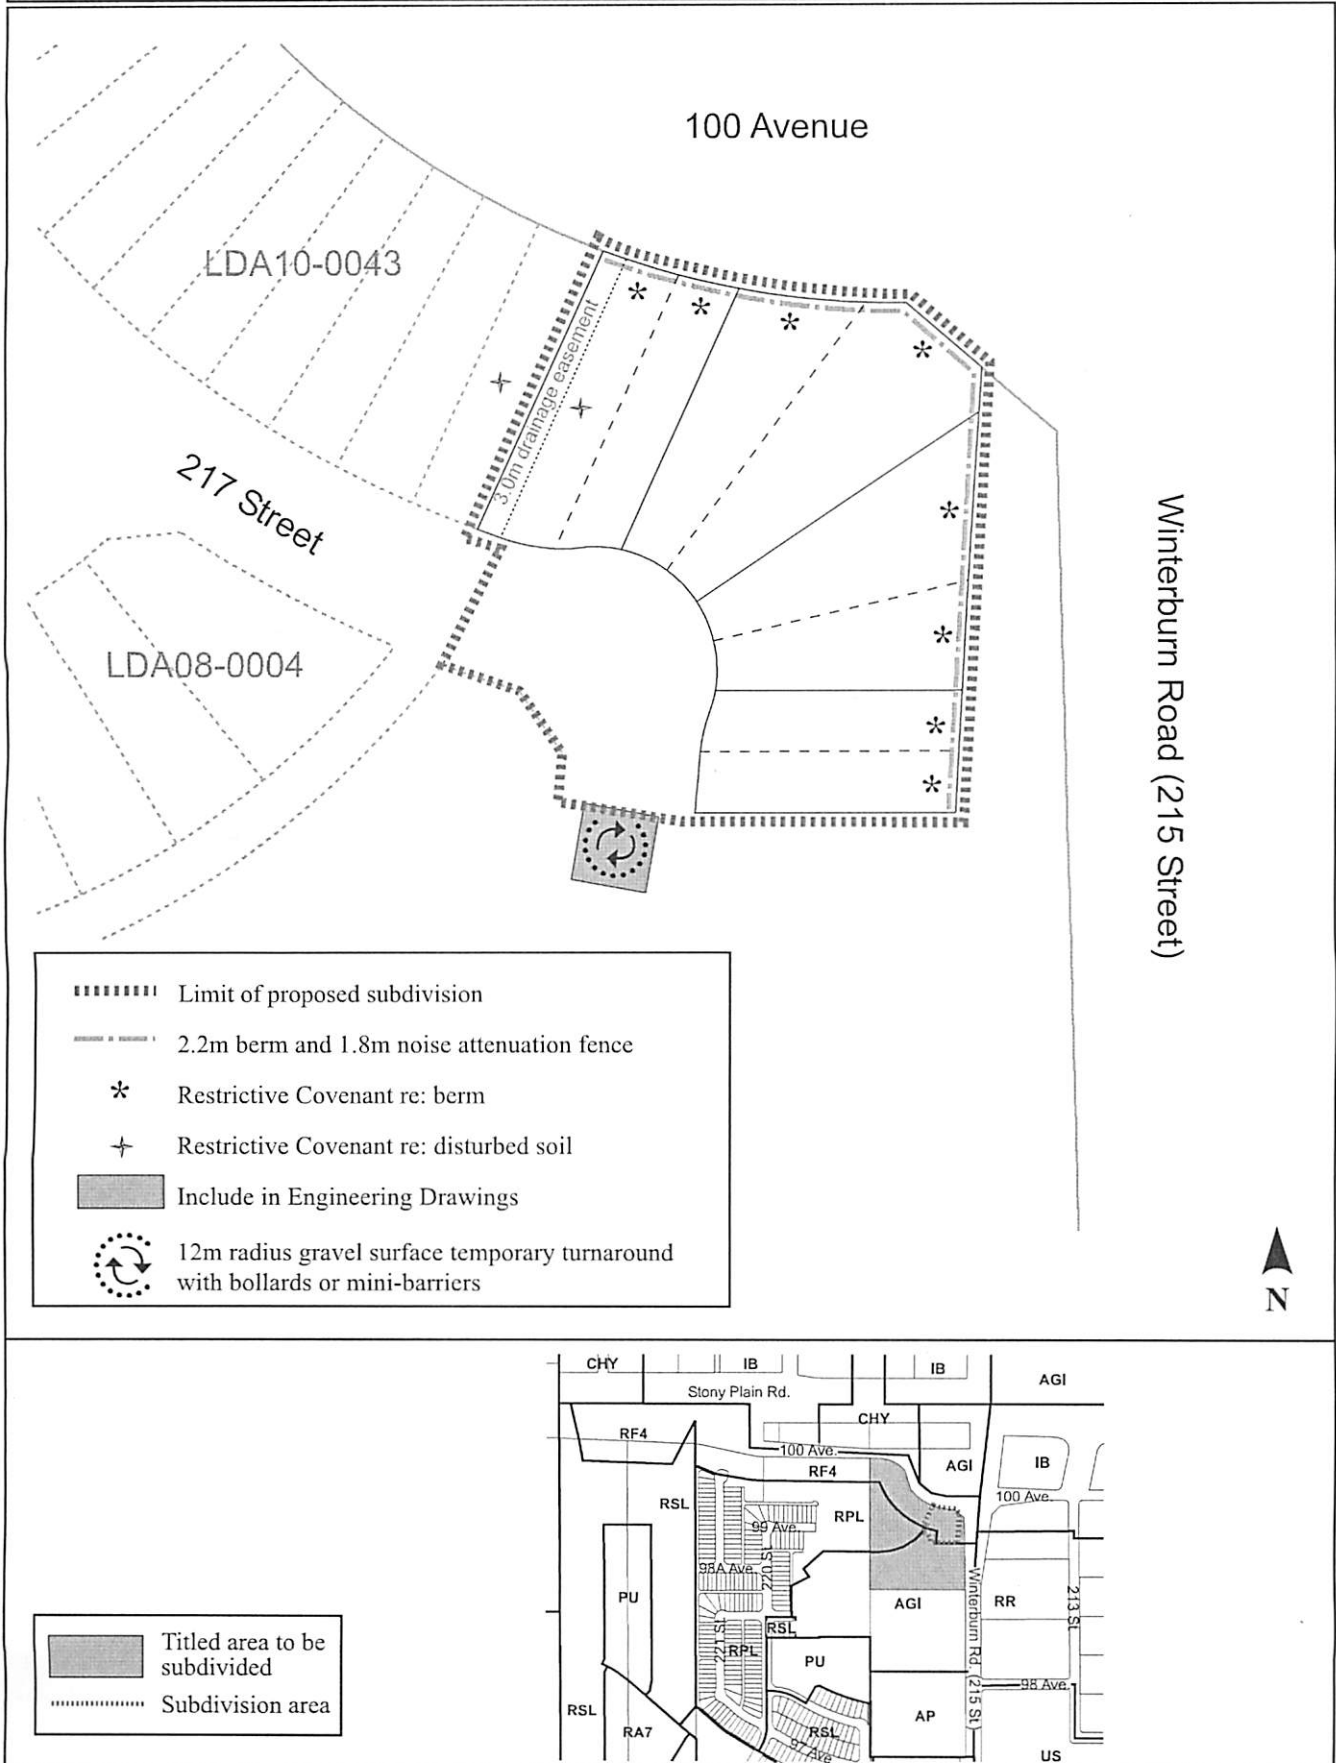 100 Avenue
LDA10-0043
3.0m drainage easement
217 Street
LDA08-0004
Winterburn Road (215 Street)
Limit of proposed subdivision
2.2m berm and 1.8m noise attenuation fence
* Restrictive Covenant re: berm
Restrictive Covenant re: disturbed soil
Include in Engineering Drawings
12m radius gravel surface temporary turnaround
with bollards or mini-barriers
N
CHY
IB
IB
AGI
Stony Plain Rd.
CHY
RF4
100 Ave.
RF4
AGI
IB
100 Ave.
RSL
RPL
99 Ave.
98A Ave.
220 St.
PU
AGI
RR
213 St.
Winterburn Rd. (215 St)
RSL
221 St.
RPL
PU
98 Ave.
RSL
RA7
RSL
97 Ave
AP
US
Titled area to be
subdivided
Subdivision area